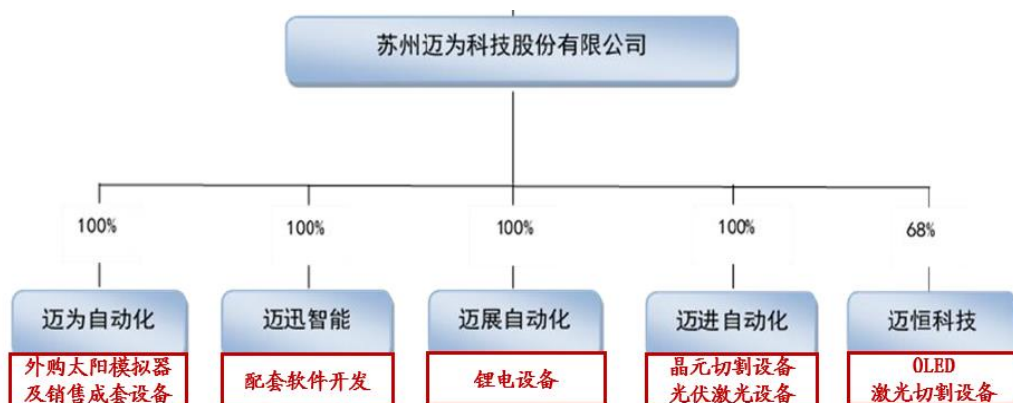 苏州迈为科技股份有限公司
100%
100%
100%
100%
68%
迈为自动化
迈迅智能
迈展自动化
迈进自动化
迈恒科技
外购太阳模拟器
及销售成套设备
配套软件开发
锂电设备
晶元切割设备
光伏激光设备
OLED
激光切割设备